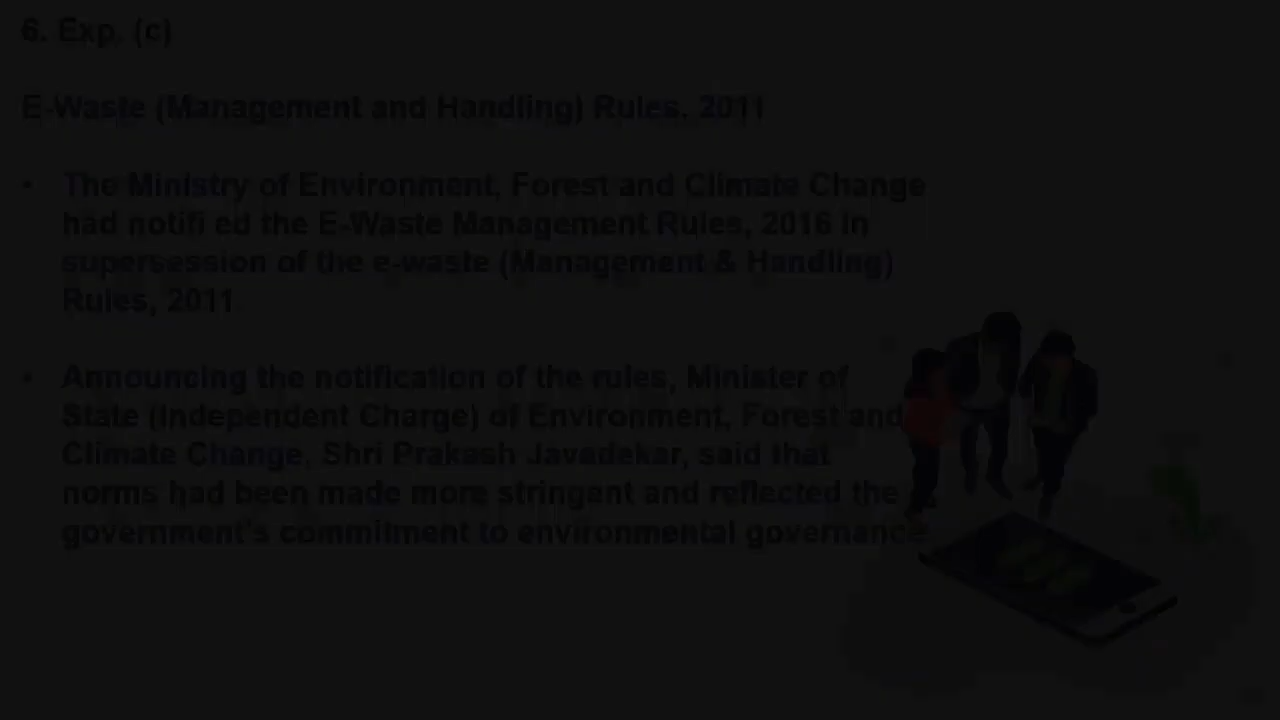 6. Exp. (c)
E-Waste (Management and Handling) Rules. 2011
• The Ministry of Environment, Forest and Climate Change
had notifi ed the E-Waste Management Rules, 2016 in
supersession of the e-waste (Management & Handling)
Rules, 2011.
• Announcing the notification of the rules, Minister of
State (Independent Charge) of Environment, Forest and
Climate Change, Shri Prakash Javadekar, said that
norms had been made more stringent and reflected the
government's commitment to environmental governance